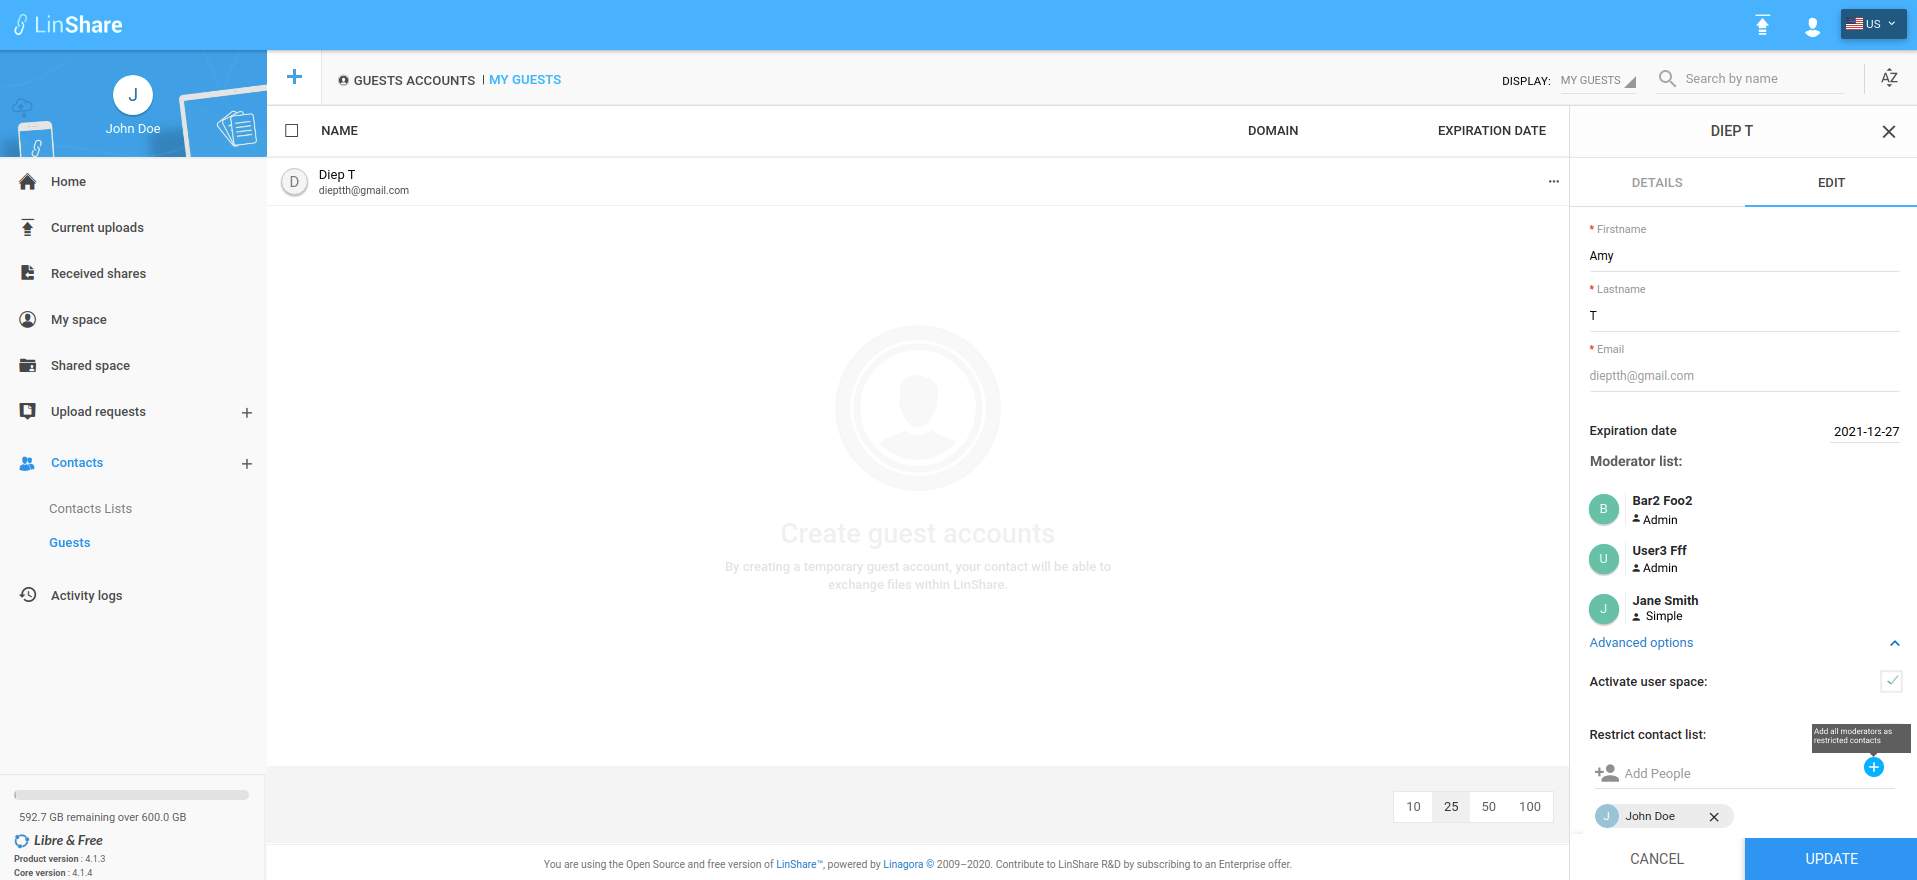 LinShare
US
J
John Doe
Home
Current uploads
Received shares
My space
Shared space
Upload requests
Contacts
Contacts Lists
Guests
Activity logs
592.7 GB remaining over 600.0 GB
Libre & Free
Product version : 4.1.3
Core version : 4.1.4
GUESTS ACCOUNTS | MY GUESTS
DISPLAY: MY GUESTS
Search by name
AZ
NAME DOMAIN EXPIRATION DATE
D
Diep T
dieptth@gmail.com
Create guest accounts
By creating a temporary guest account, your contact will be able to
exchange files within LinShare.
10 25 50 100
You are using the Open Source and free version of LinShare™, powered by Linagora © 2009–2020. Contribute to LinShare R&D by subscribing to an Enterprise offer.
DIEP T
DETAILS EDIT
* Firstname
Amy
* Lastname
T
* Email
dieptth@gmail.com
Expiration date 2021-12-27
Moderator list:
B
Bar2 Foo2
Admin
U
User3 Fff
Admin
J
Jane Smith
Simple
Advanced options
Activate user space:
Restrict contact list:
Add all moderators as
restricted contacts
Add People
J John Doe
CANCEL UPDATE